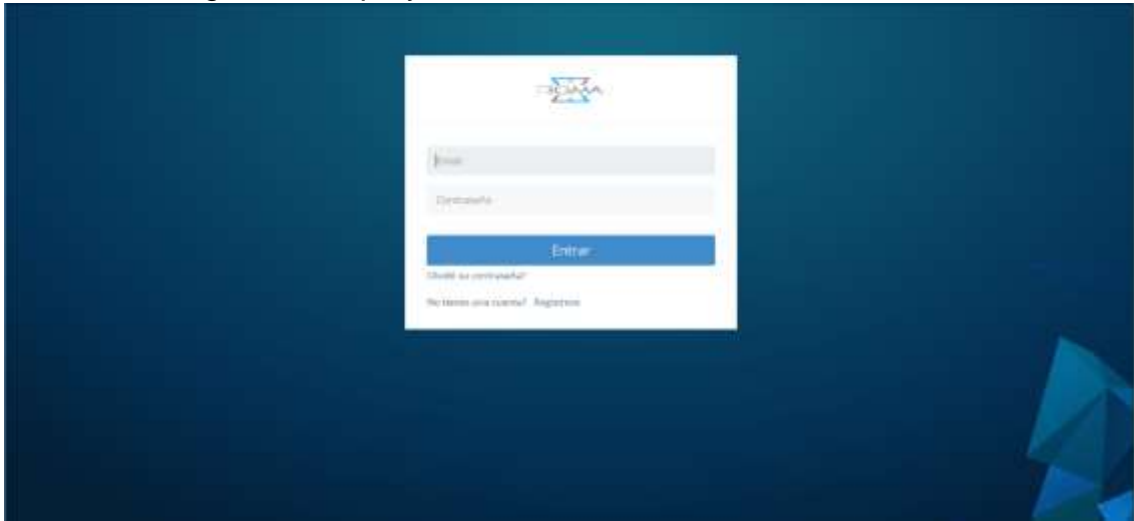 Email
Contraseña
Entrar
Olvidó su contraseña?
No tienes una cuenta? Registrese